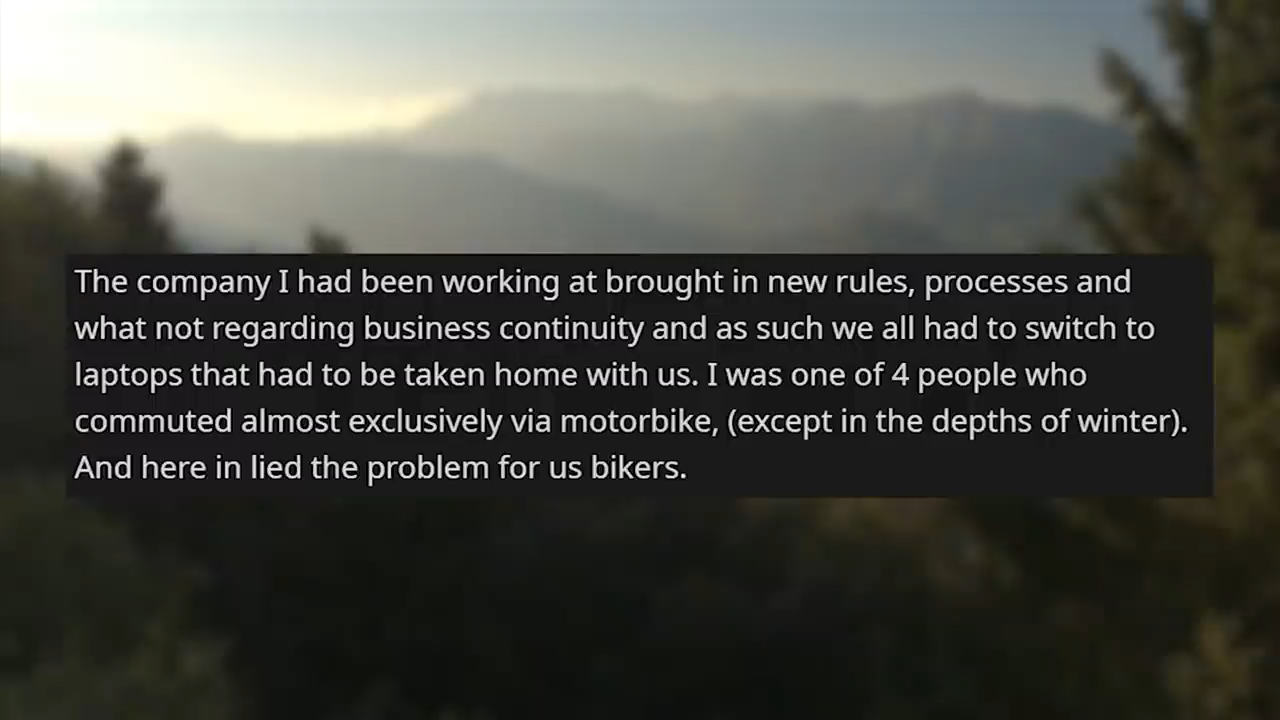 The company I had been working at brought in new rules, processes and
what not regarding business continuity and as such we all had to switch to
laptops that had to be taken home with us. I was one of 4 people who
commuted almost exclusively via motorbike, (except in the depths of winter).
And here in lied the problem for us bikers.